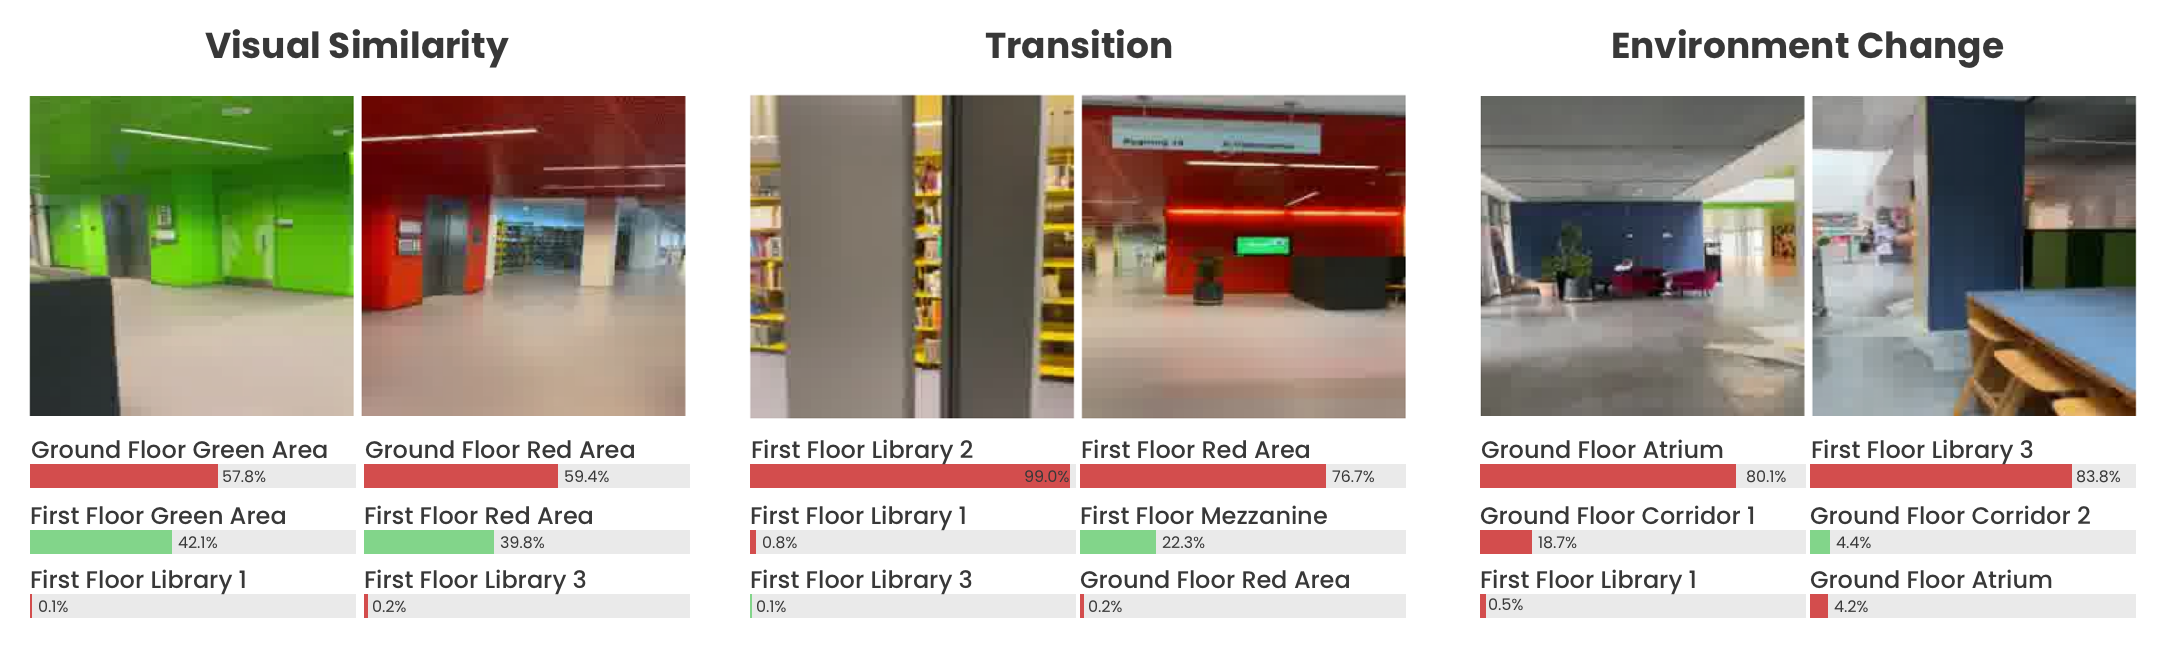 Visual Similarity
Transition
Environment Change
Ground Floor Green Area
57.8%
First Floor Green Area
42.1%
First Floor Library 1
0.1%
Ground Floor Red Area
59.4%
First Floor Red Area
39.8%
First Floor Library 3
0.2%
First Floor Library 2
99.0%
First Floor Library 1
0.8%
First Floor Library 3
0.1%
First Floor Red Area
76.7%
First Floor Mezzanine
22.3%
Ground Floor Red Area
0.2%
Ground Floor Atrium
80.1%
Ground Floor Corridor 1
18.7%
First Floor Library 1
0.5%
First Floor Library 3
83.8%
Ground Floor Corridor 2
4.4%
Ground Floor Atrium
4.2%